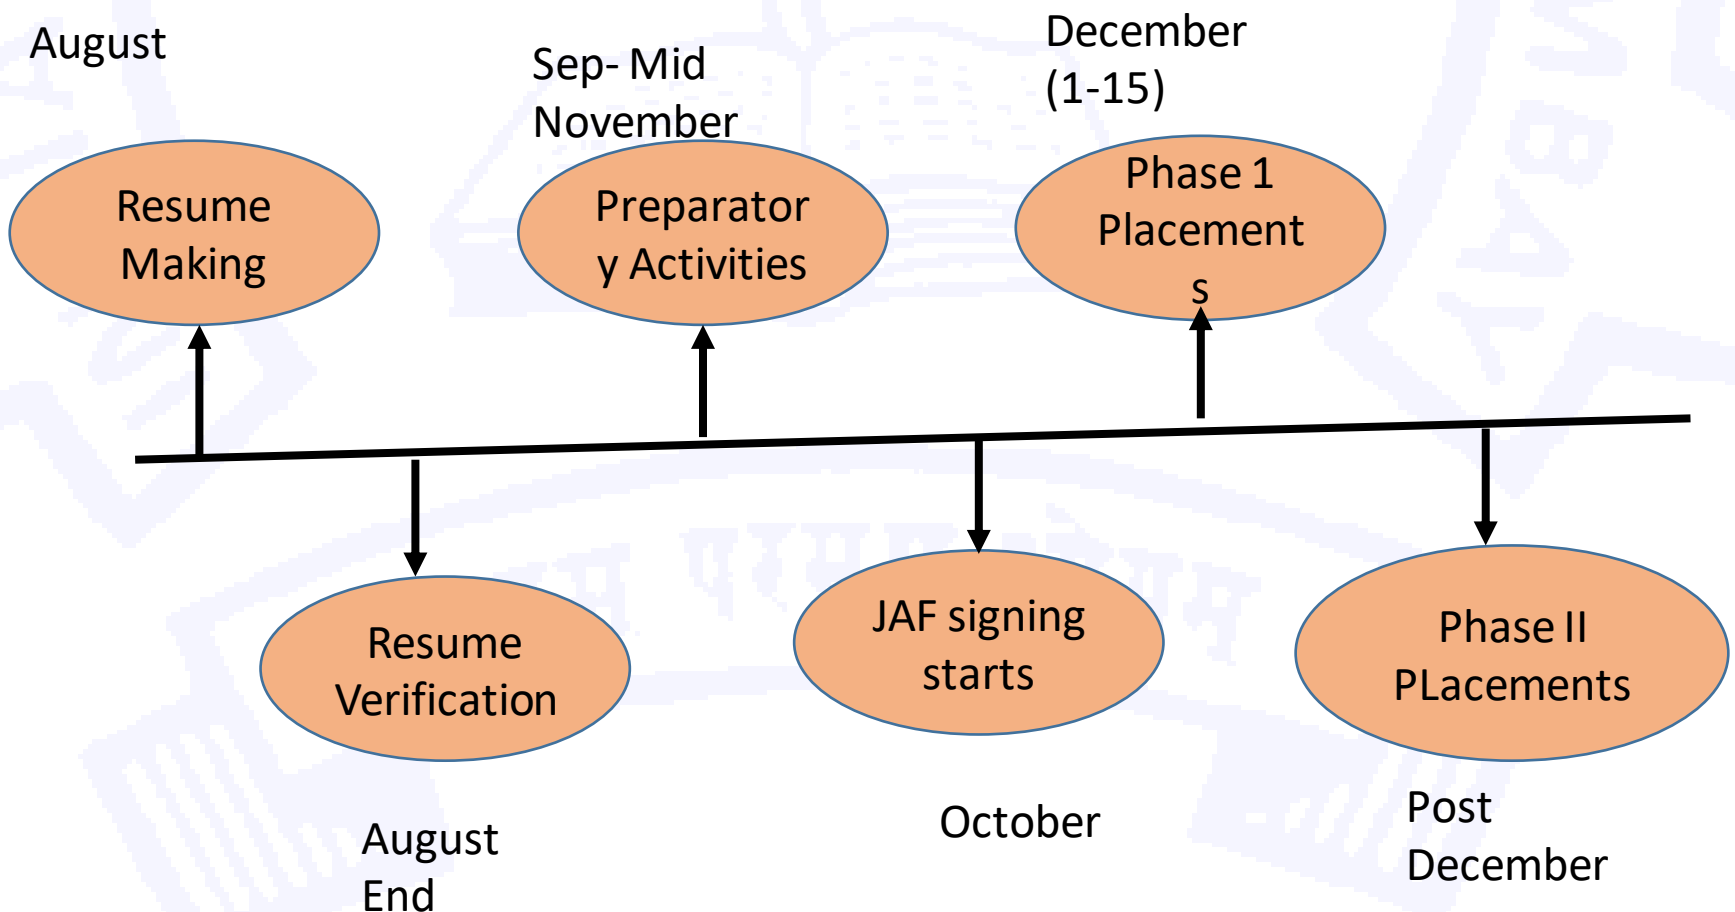 August
Sep- Mid
November
December
(1-15)
Resume
Making
Preparator
y Activities
Phase 1
Placement
s
Resume
Verification
JAF signing
starts
Phase II
PLacements
August
End
October
Post
December